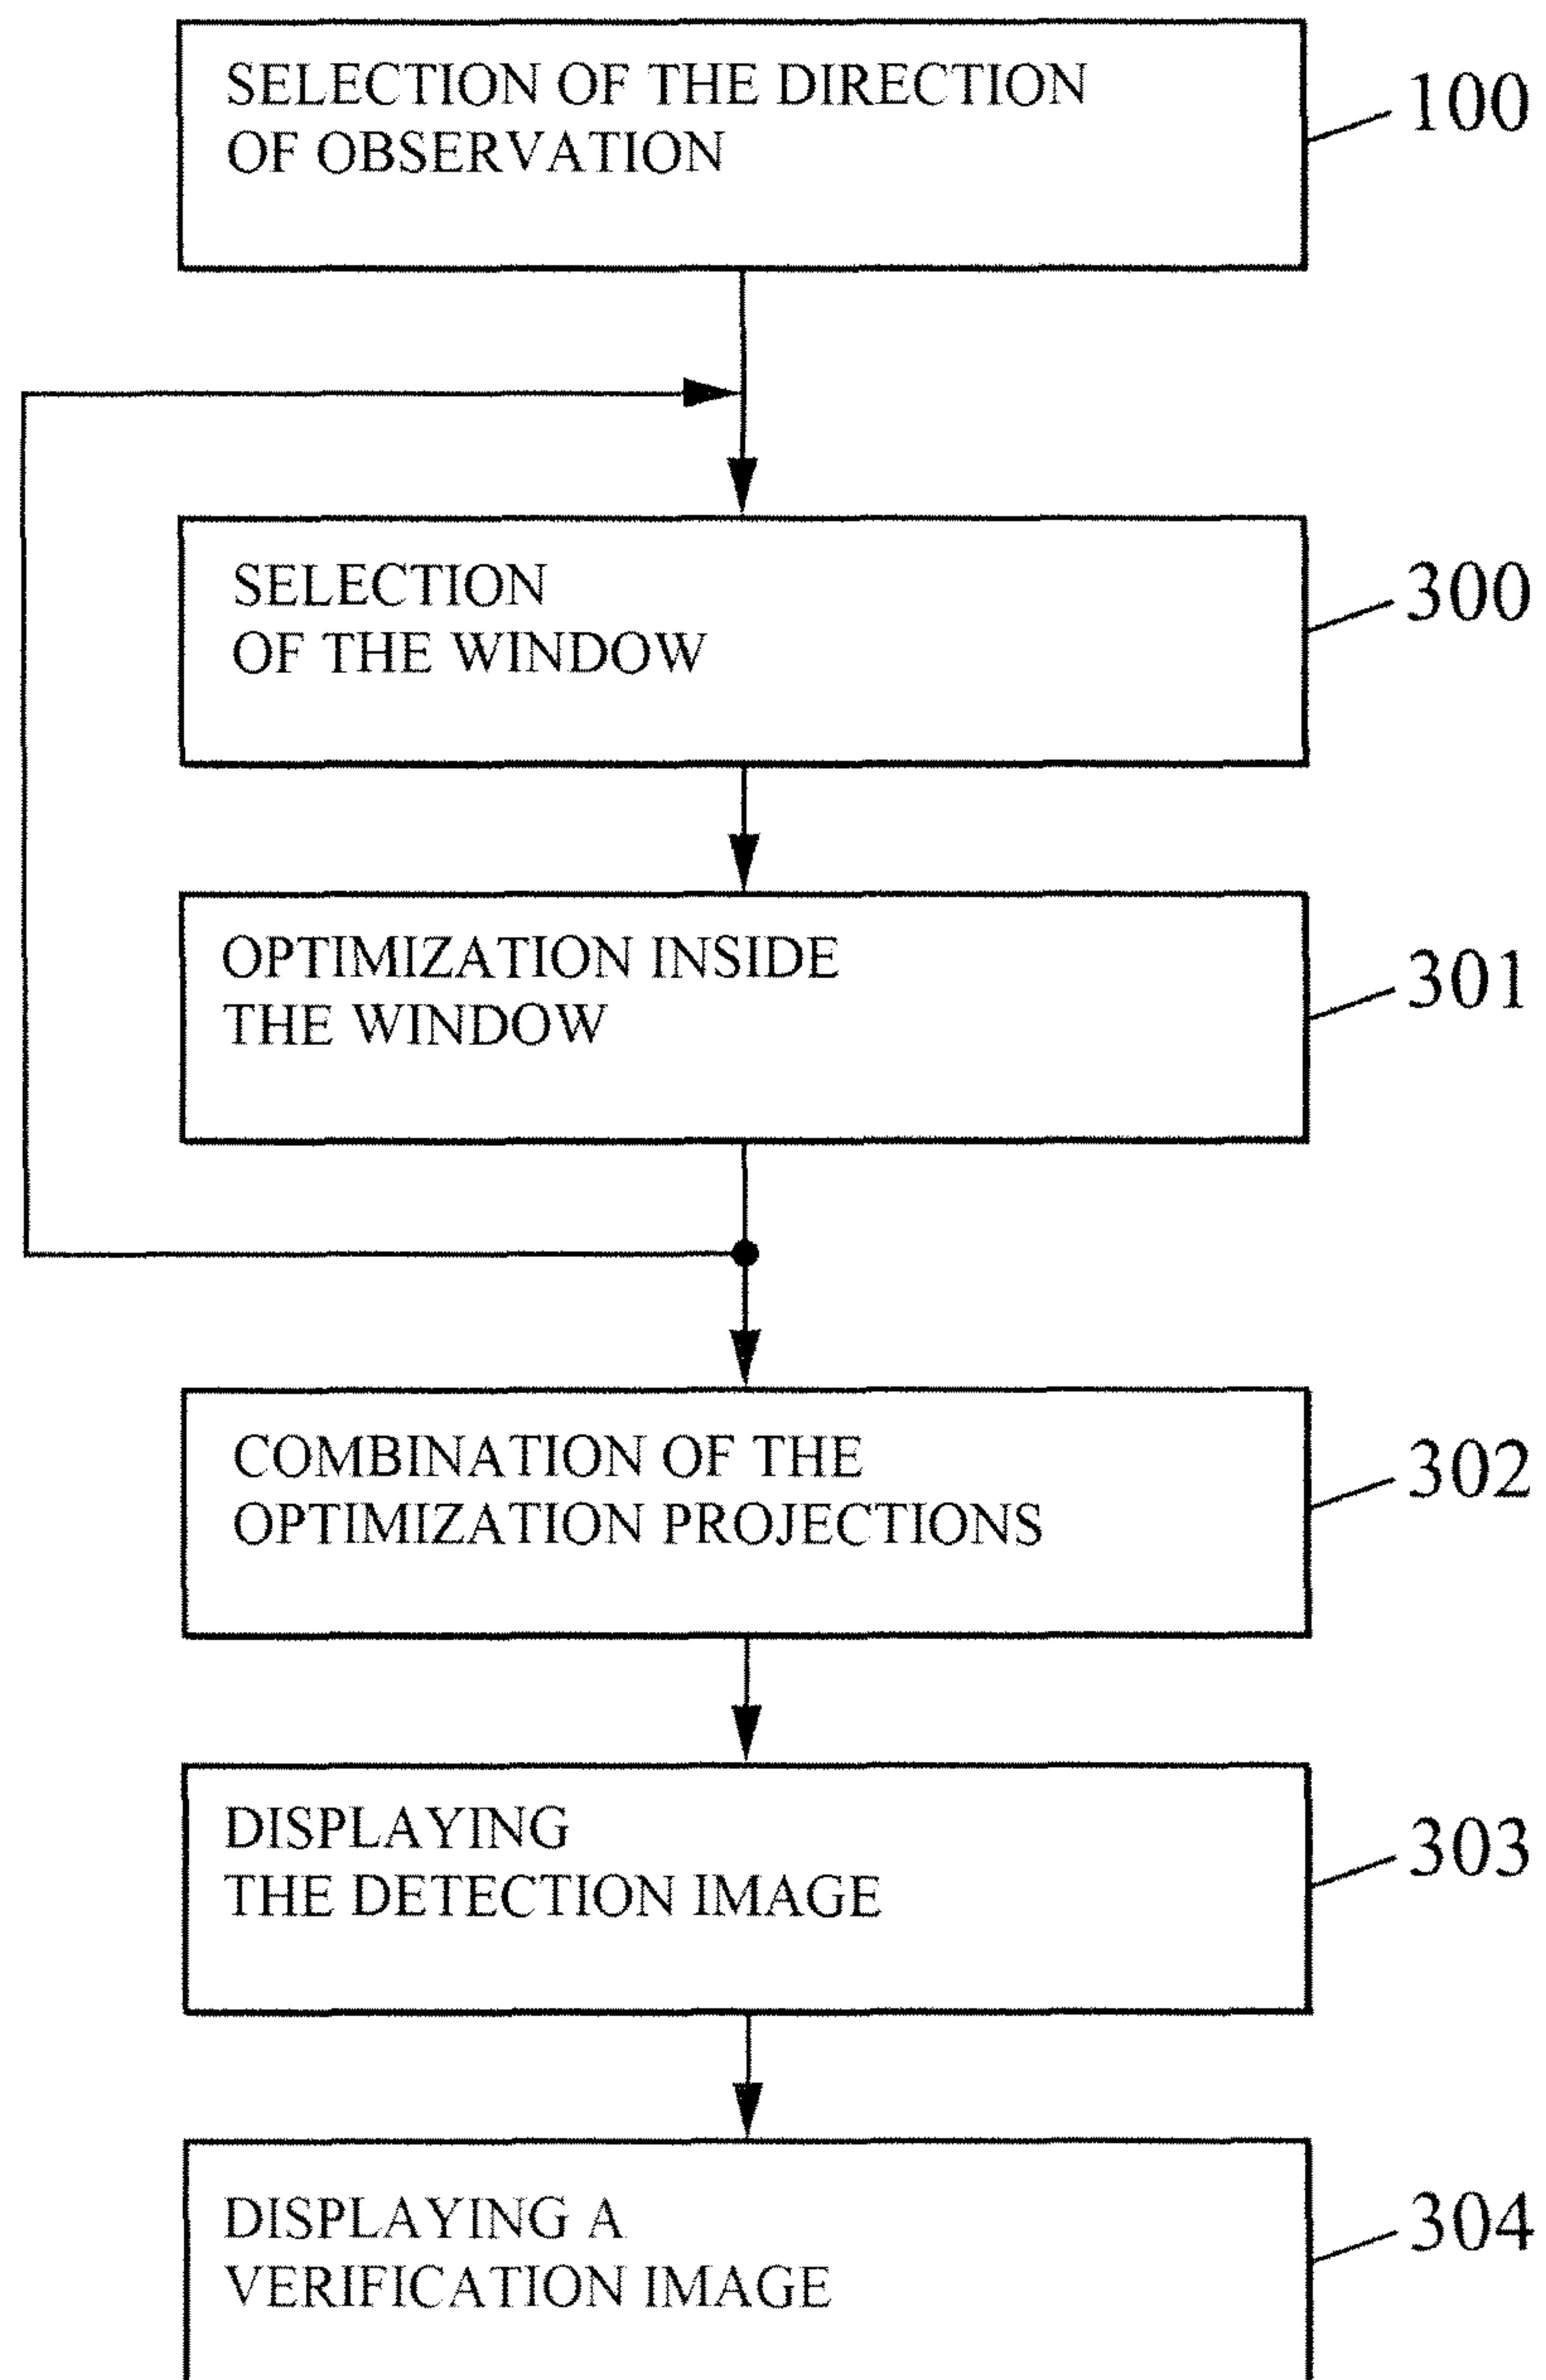 SELECTION OF THE DIRECTION
OF OBSERVATION
100
SELECTION
OF THE WINDOW
300
OPTIMIZATION INSIDE
THE WINDOW
301
COMBINATION OF THE
OPTIMIZATION PROJECTIONS
302
DISPLAYING
THE DETECTION IMAGE
303
DISPLAYING A
VERIFICATION IMAGE
304